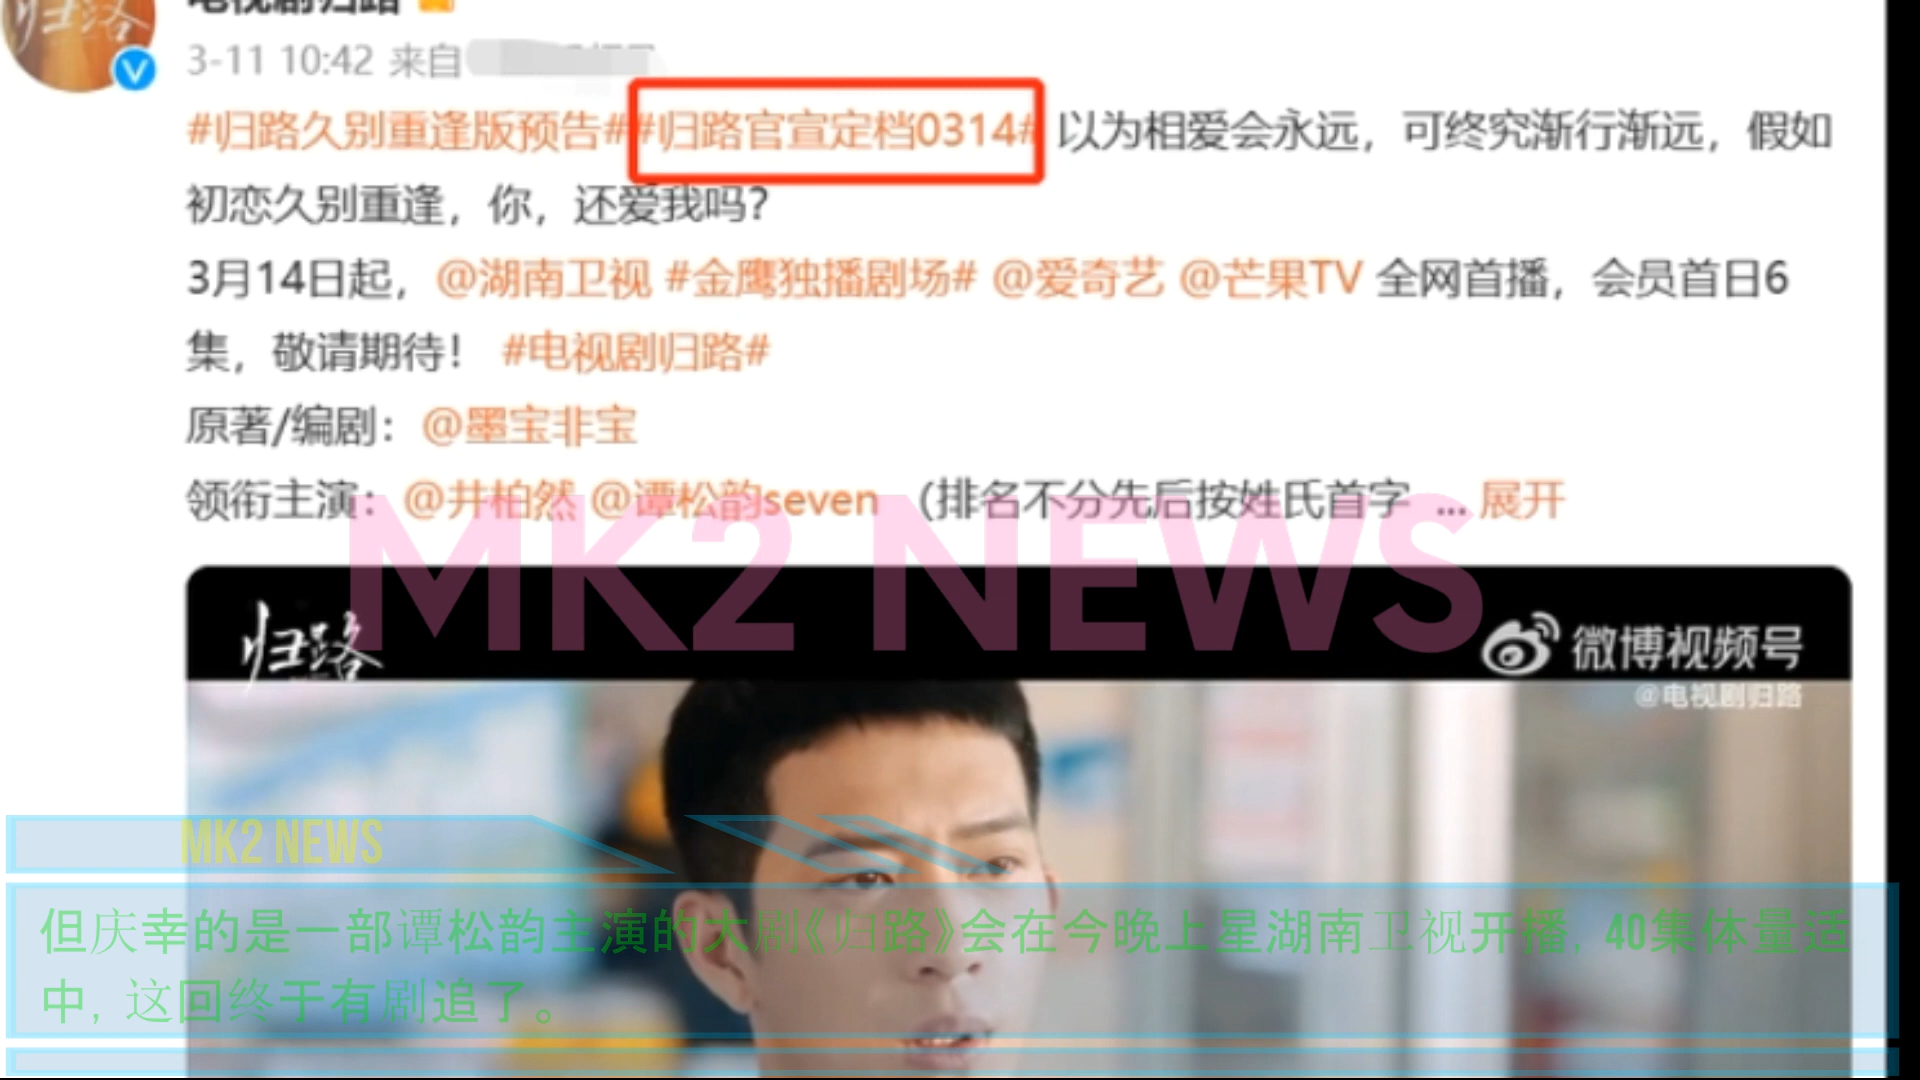 归路
电视剧归路
3-11 10:42 来自
#归路久别重逢版预告##归路官宣定档0314# 以为相爱会永远，可终究渐行渐远，假如
初恋久别重逢，你，还爱我吗？
3月14日起，@湖南卫视 #金鹰独播剧场# @爱奇艺 @芒果TV 全网首播，会员首日6
集，敬请期待！ #电视剧归路#
原著/编剧：@墨宝非宝
领衔主演：@井柏然 @谭松韵seven （排名不分先后按姓氏首字 ... 展开
MK2 NEWS
归路
微博视频号
@电视剧归路
MK2 NEWS
但庆幸的是一部谭松韵主演的大剧《归路》会在今晚上星湖南卫视开播, 40集体量适
中, 这回终于有剧追了。